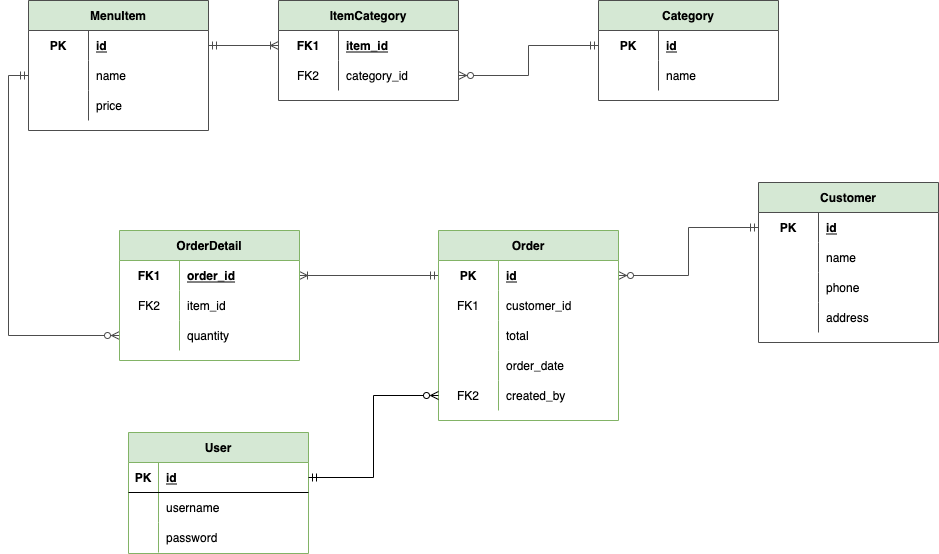 MenuItem
PK id
name
price
ItemCategory
FK1 item_id
FK2 category_id
Category
PK id
name
Customer
PK id
name
phone
address
OrderDetail
FK1 order_id
FK2 item_id
quantity
Order
PK id
FK1 customer_id
total
order_date
FK2 created_by
User
PK id
username
password